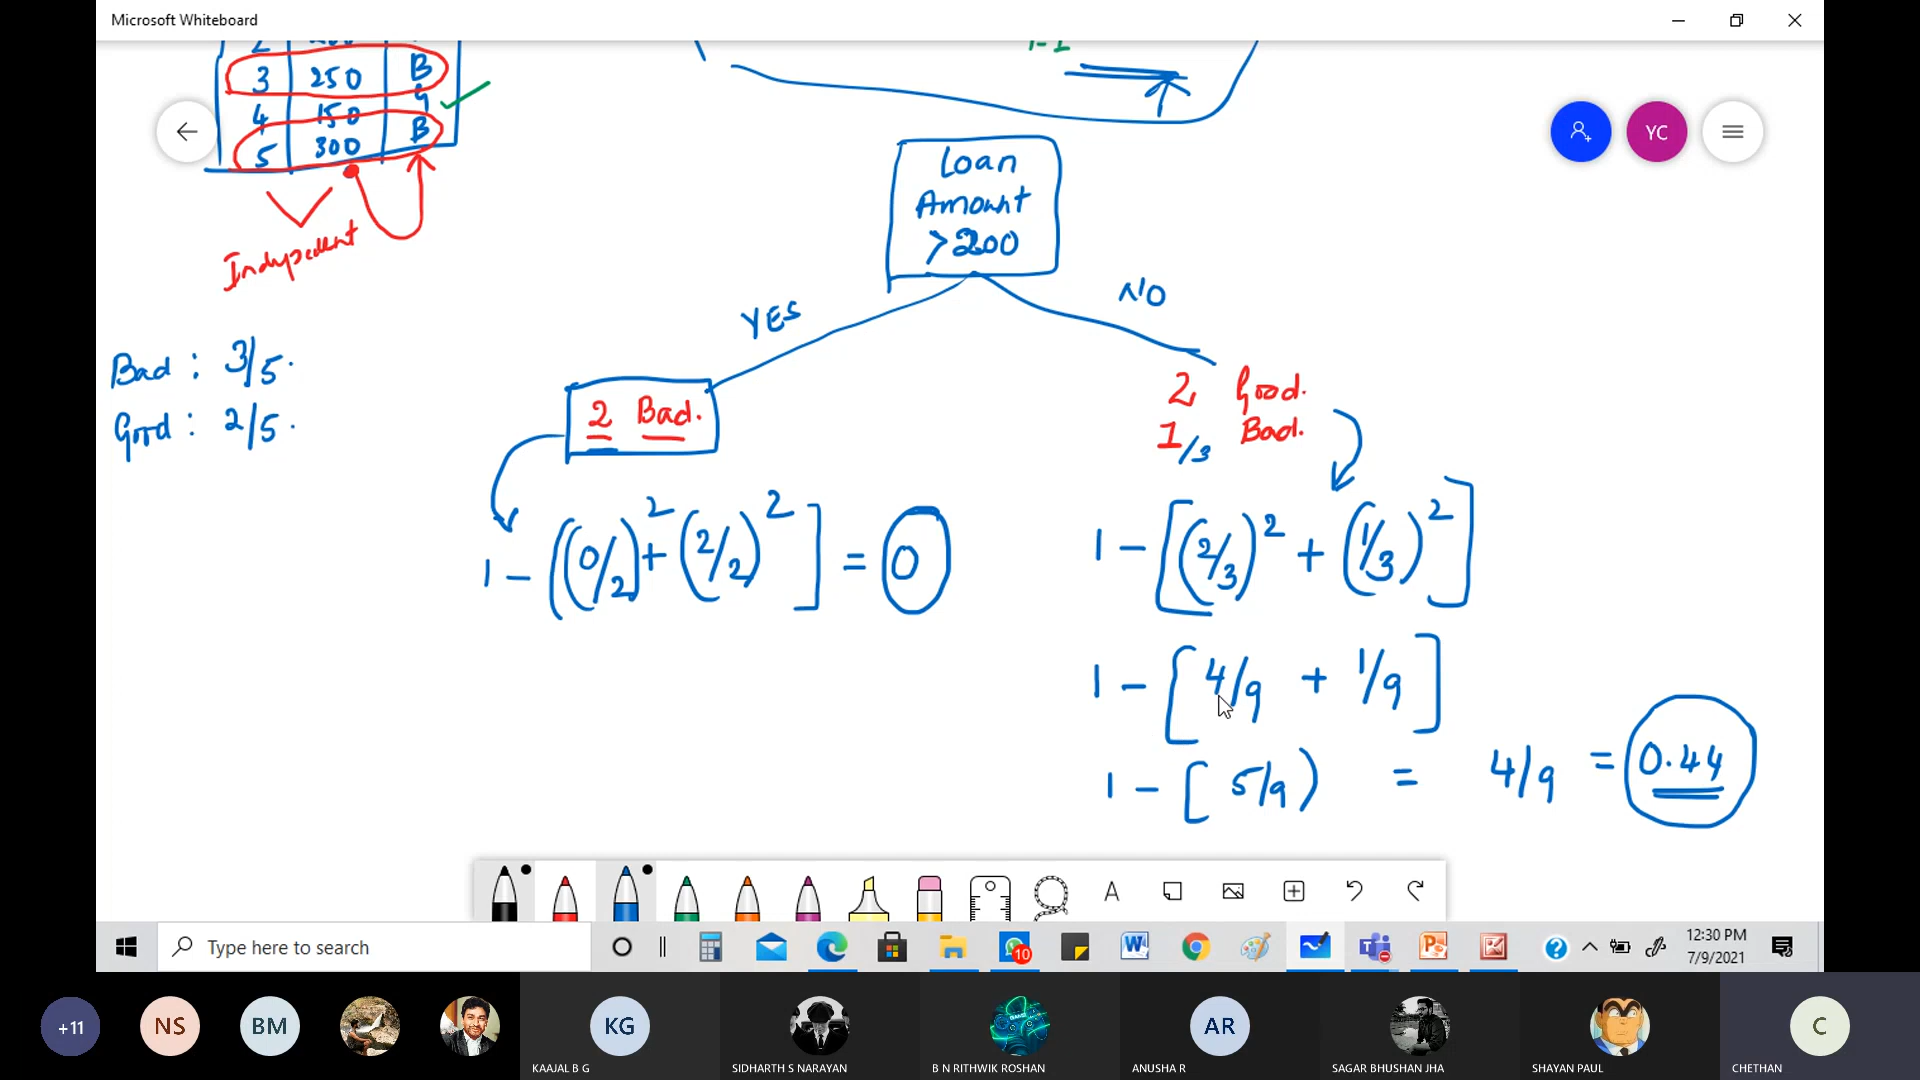 Microsoft Whiteboard
3 250 B
4 150 G
5 300 B
1-1
YC
Loan
Amount
>200
YES
NO
Bad : 3/5.
Good : 2/5.
2 Bad.
2 Good.
1/3 Bad.
1 - [(0/2)² + (2/2)²] = 0
1 - [(2/3)² + (1/3)²]
1 - [4/9 + 1/9]
1 - [5/9) = 4/9 = 0.44
A
Type here to search
10
12:30 PM
7/9/2021
+11
NS
BM
KG
AR
C
KAAJAL B G
SIDHARTH S NARAYAN
B N RITHWIK ROSHAN
ANUSHA R
SAGAR BHUSHAN JHA
SHAYAN PAUL
CHETHAN